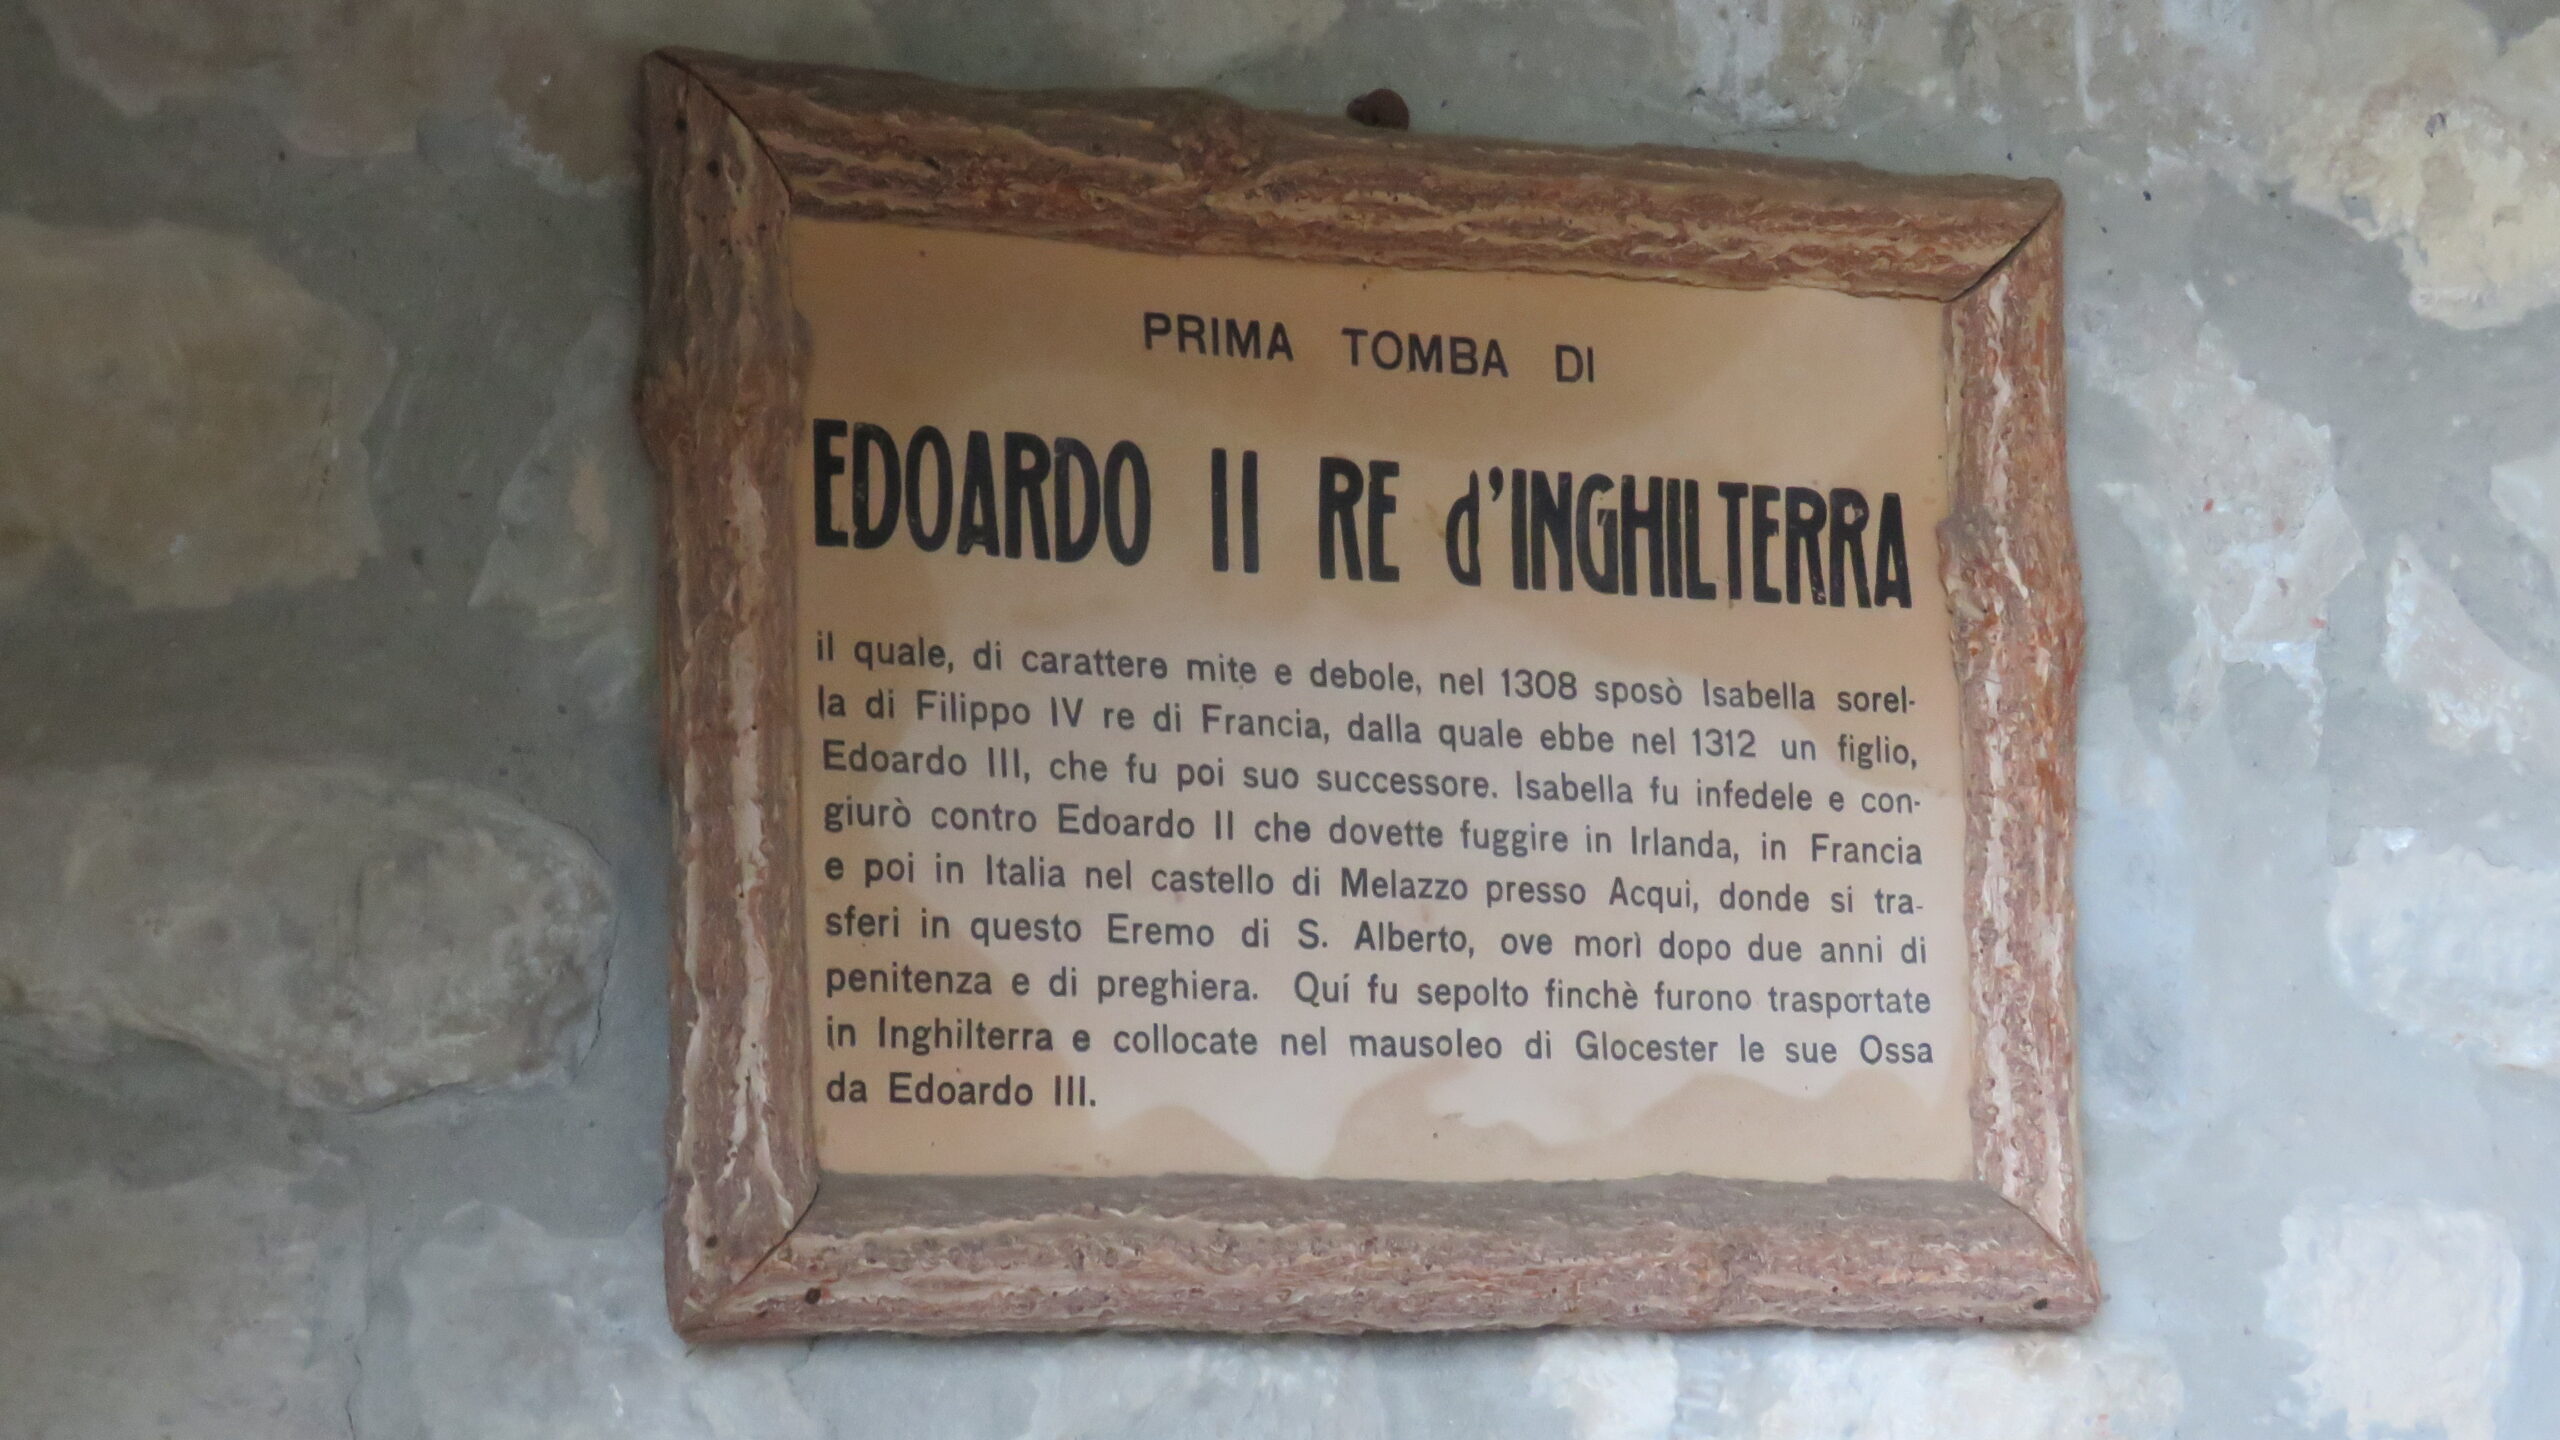 PRIMA TOMBA DI
EDOARDO II RE d'INGHILTERRA
il quale, di carattere mite e debole, nel 1308 sposò Isabella sorel-
la di Filippo IV re di Francia, dalla quale ebbe nel 1312 un figlio,
Edoardo III, che fu poi suo successore. Isabella fu infedele e con-
giurò contro Edoardo II che dovette fuggire in Irlanda, in Francia
e poi in Italia nel castello di Melazzo presso Acqui, donde si tra-
sferi in questo Eremo di S. Alberto, ove morì dopo due anni di
penitenza e di preghiera. Quí fu sepolto finchè furono trasportate
in Inghilterra e collocate nel mausoleo di Glocester le sue Ossa
da Edoardo III.